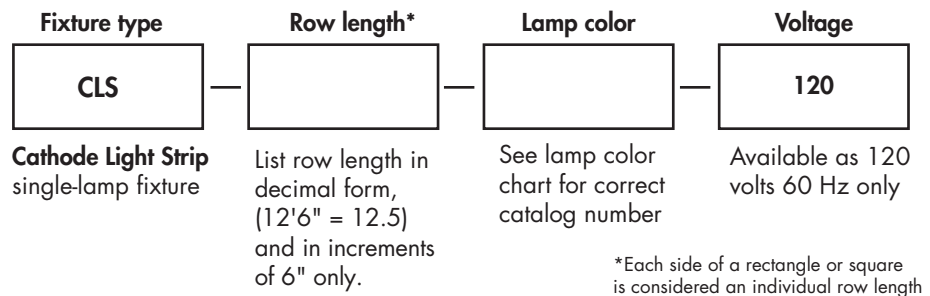 Fixture type
Row length*
Lamp color
Voltage
CLS
—
—
—
120
Cathode Light Strip
single-lamp fixture
List row length in
decimal form,
(12'6" = 12.5)
and in increments
of 6" only.
See lamp color
chart for correct
catalog number
Available as 120
volts 60 Hz only
*Each side of a rectangle or square
is considered an individual row length